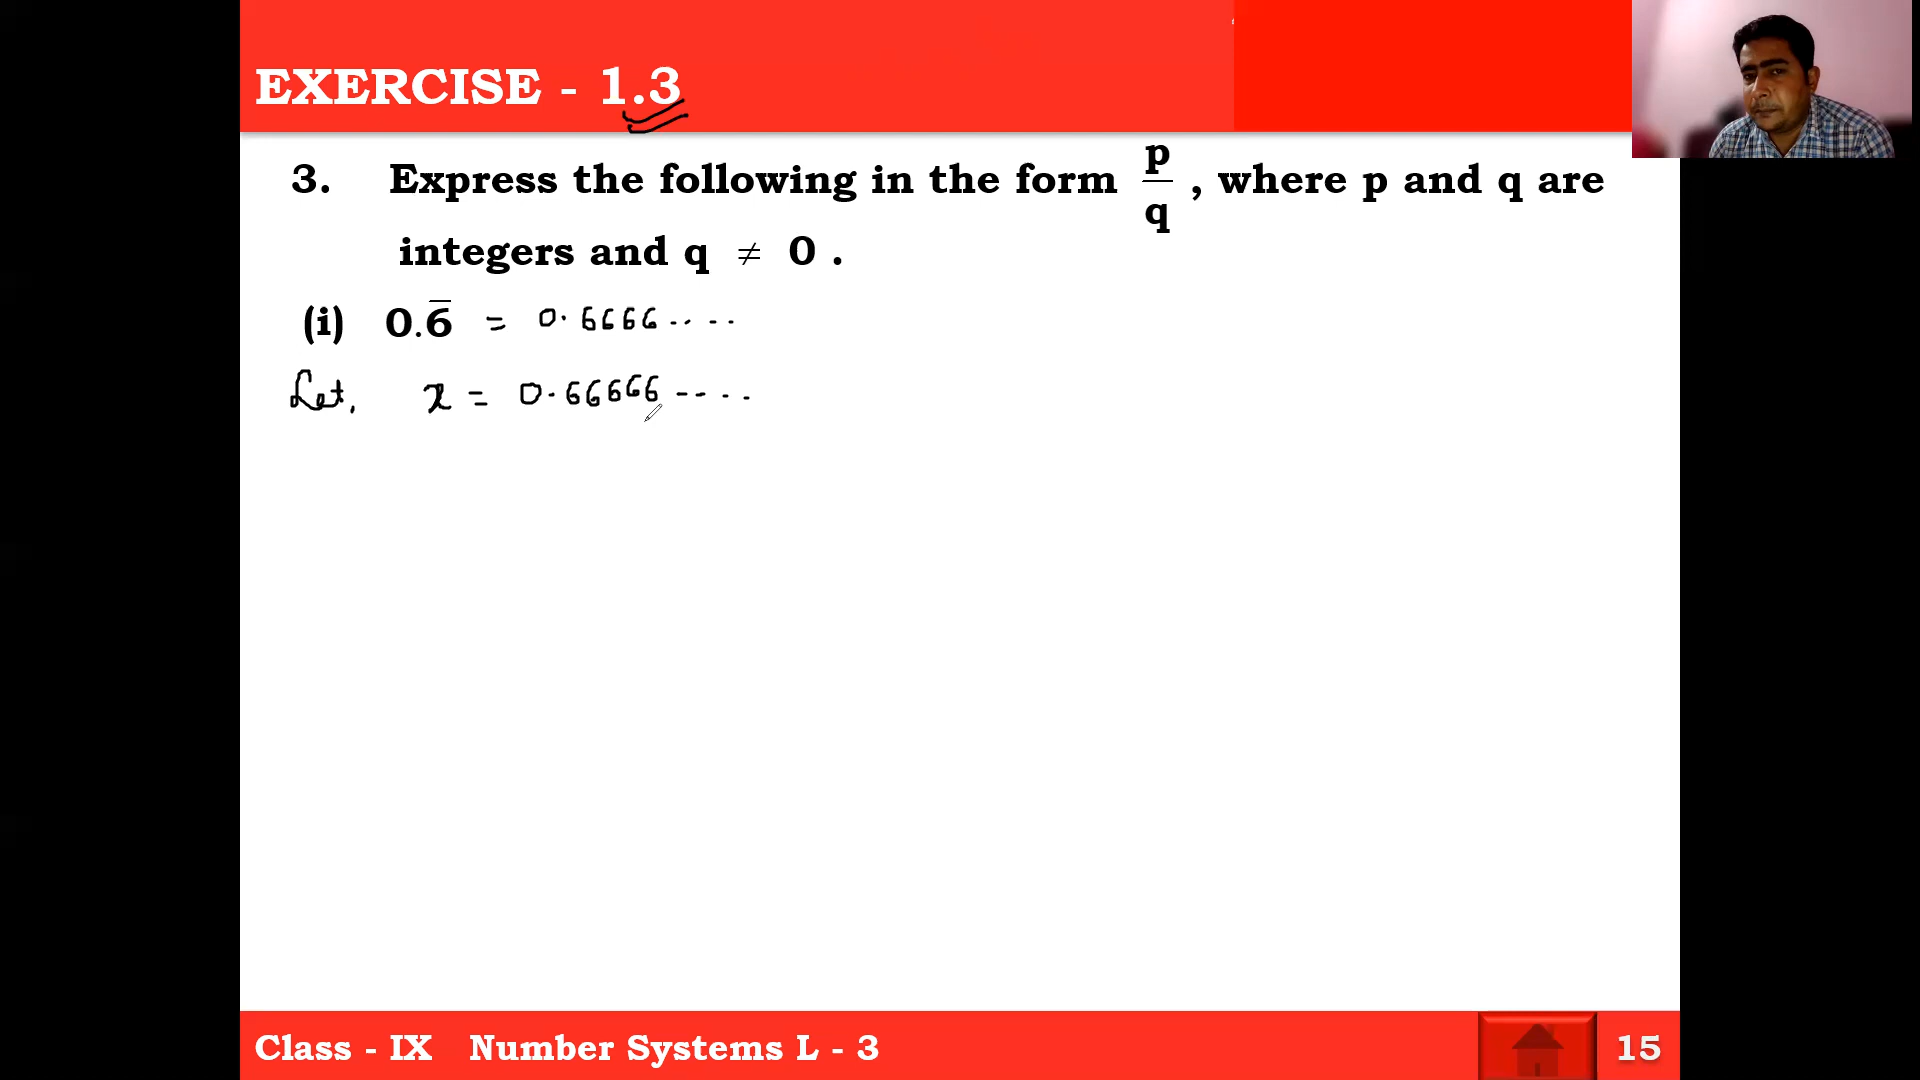 EXERCISE - 1.3
3. Express the following in the form p/q , where p and q are
integers and q ≠ 0 .
(i) 0.6̅ = 0.6666......
Let, x = 0.66666 ----..
Class - IX Number Systems L - 3
15